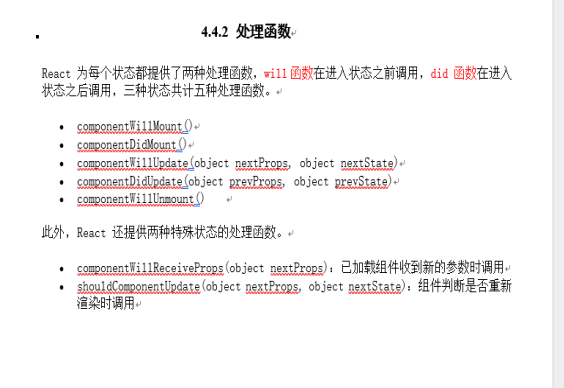 4.4.2 处理函数
React 为每个状态都提供了两种处理函数，will 函数在进入状态之前调用，did 函数在进入
状态之后调用，三种状态共计五种处理函数。
componentWillMount()
componentDidMount()
componentWillUpdate(object nextProps, object nextState)
componentDidUpdate(object prevProps, object prevState)
componentWillUnmount()
此外，React 还提供两种特殊状态的处理函数。
componentWillReceiveProps(object nextProps)：已加载组件收到新的参数时调用
shouldComponentUpdate(object nextProps, object nextState)：组件判断是否重新
渲染时调用